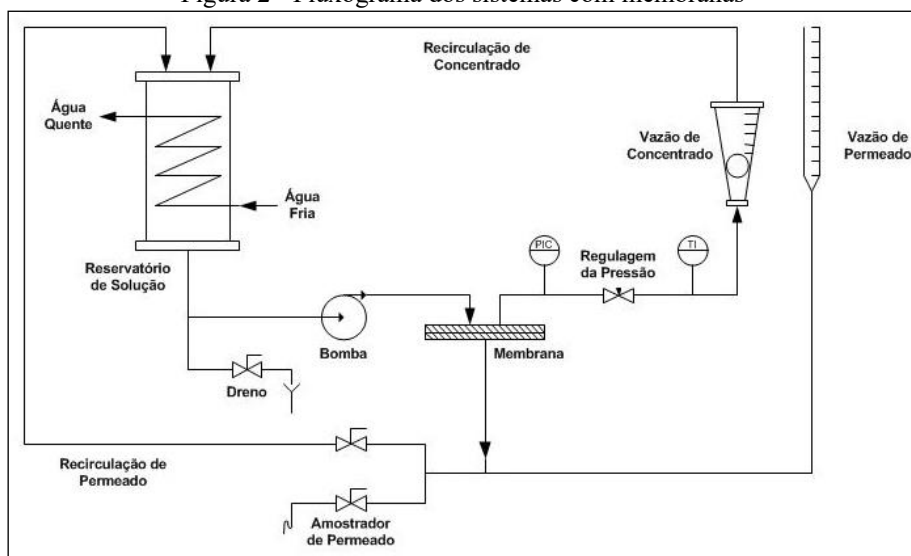 Figura 2 - Fluxograma dos sistemas com membranas
Recirculação de
Concentrado
Água
Quente
Água
Fria
Vazão de
Concentrado
Vazão de
Permeado
PIC
TI
Regulagem
da Pressão
Reservatório
de Solução
Bomba
Membrana
Dreno
Recirculação de
Permeado
Amostrador
de Permeado